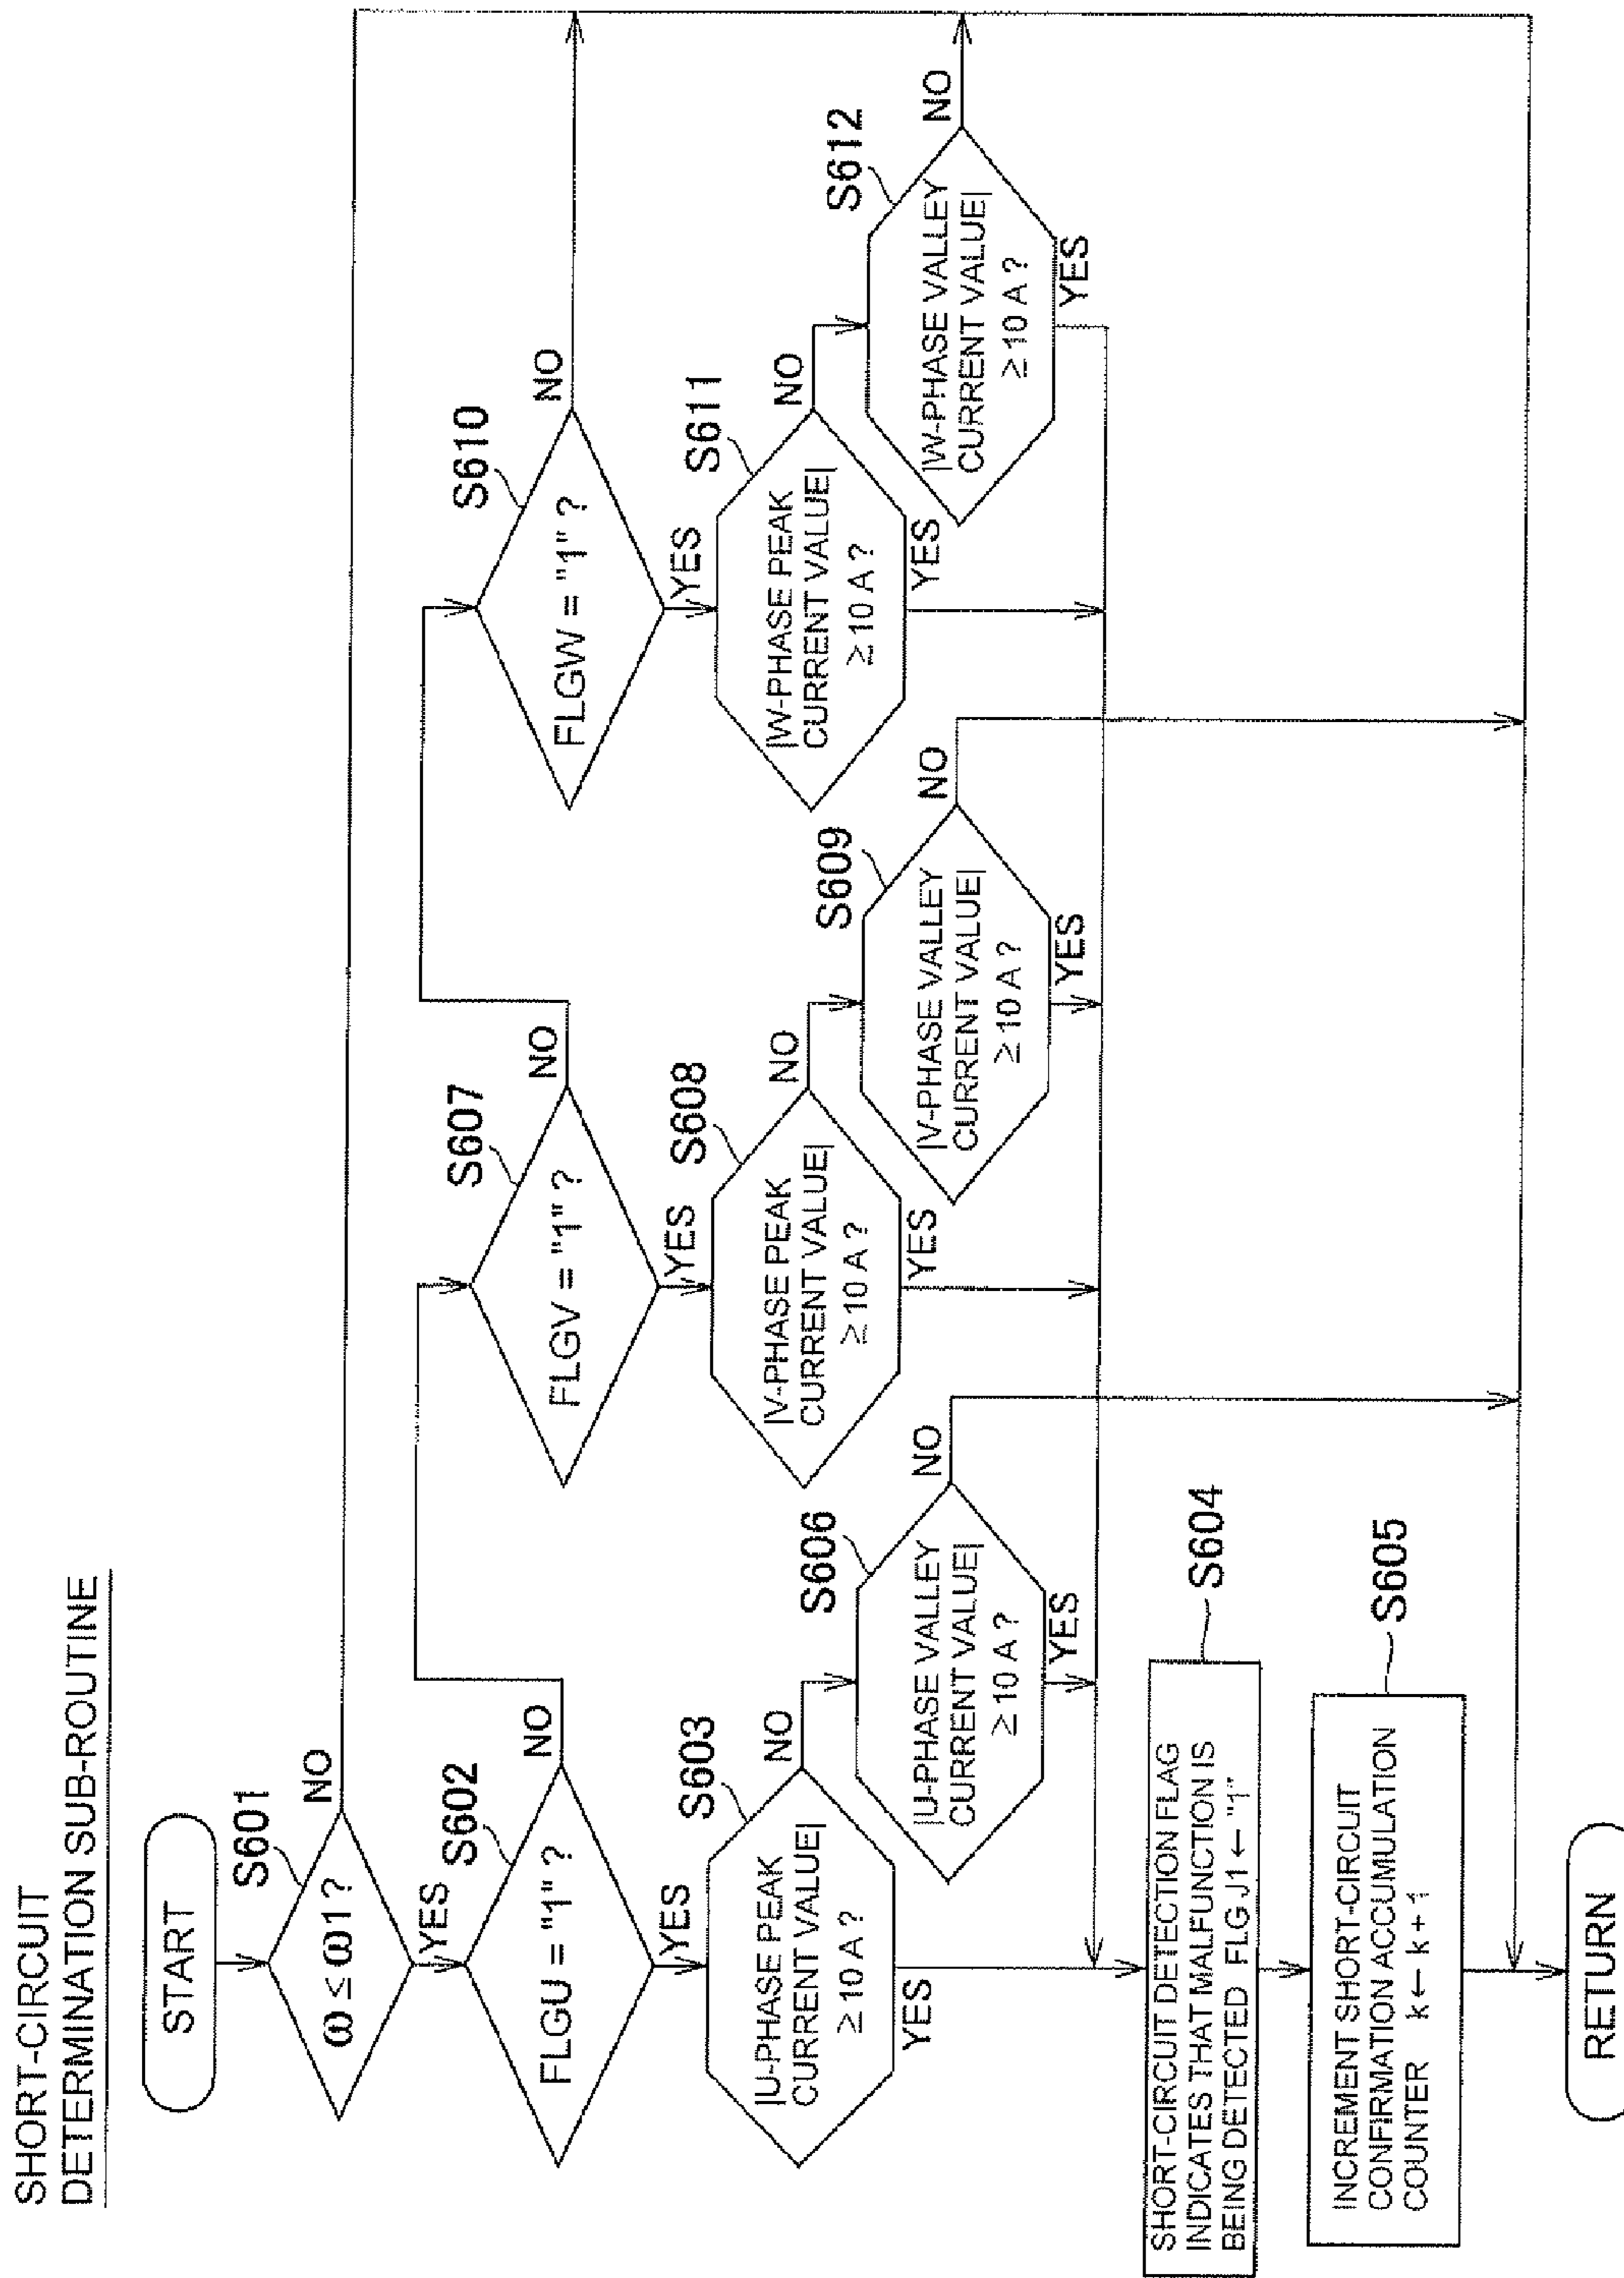 SHORT-CIRCUIT
DETERMINATION SUB-ROUTINE
START
S601
ω ≤ ω1 ?
NO
YES
S602
FLGU = "1" ?
NO
YES
S603
|U-PHASE PEAK
CURRENT VALUE|
≥ 10 A ?
NO
YES
S606
|U-PHASE VALLEY
CURRENT VALUE|
≥ 10 A ?
NO
YES
S607
FLGV = "1" ?
NO
YES
S608
|V-PHASE PEAK
CURRENT VALUE|
≥ 10 A ?
NO
YES
S609
|V-PHASE VALLEY
CURRENT VALUE|
≥ 10 A ?
NO
YES
S610
FLGW = "1" ?
NO
YES
S611
|W-PHASE PEAK
CURRENT VALUE|
≥ 10 A ?
NO
YES
S612
|W-PHASE VALLEY
CURRENT VALUE|
≥ 10 A ?
NO
YES
S604
SHORT-CIRCUIT DETECTION FLAG
INDICATES THAT MALFUNCTION IS
BEING DETECTED FLGJ1 ← "1"
S605
INCREMENT SHORT-CIRCUIT
CONFIRMATION ACCUMULATION
COUNTER k ← k + 1
RETURN